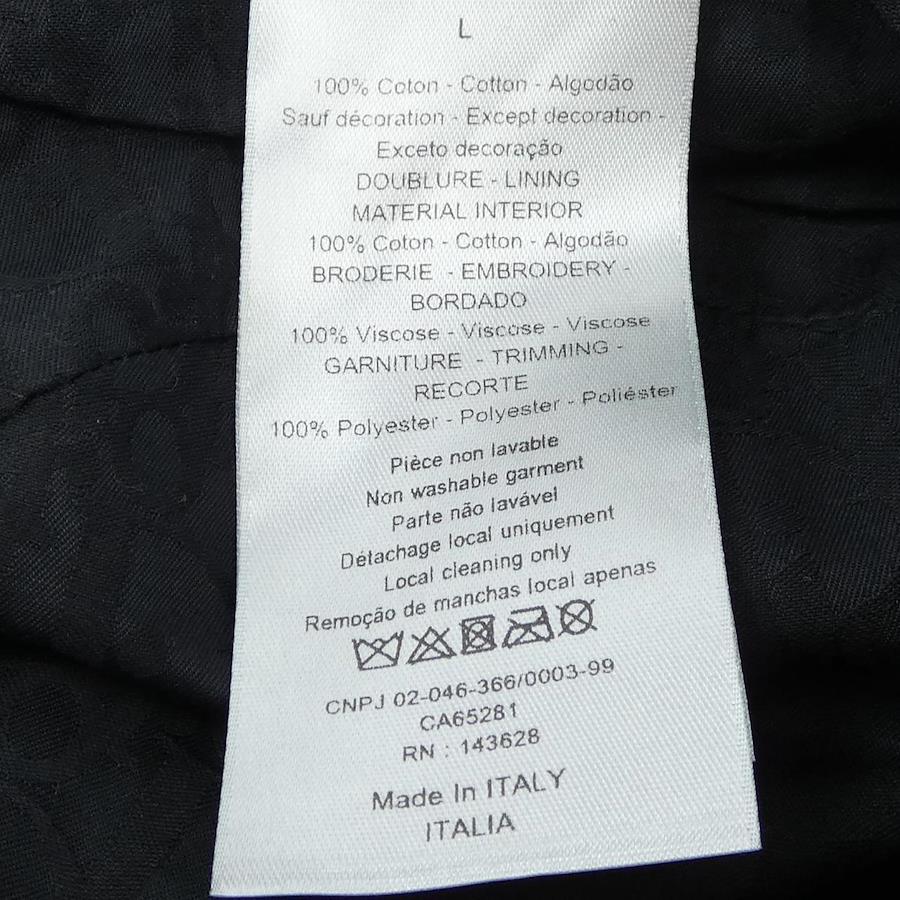 L
100% Coton - Cotton - Algodão
Sauf décoration - Except decoration -
Exceto decoração
DOUBLURE - LINING
MATERIAL INTERIOR
100% Coton - Cotton - Algodão
BRODERIE - EMBROIDERY -
BORDADO
100% Viscose - Viscose - Viscose
GARNITURE - TRIMMING -
RECORTE
100% Polyester - Polyester - Poliéster
Pièce non lavable
Non washable garment
Parte não lavável
Détachage local uniquement
Local cleaning only
Remoção de manchas local apenas
CNPJ 02-046-366/0003-99
CA65281
RN : 143628
Made In ITALY
ITALIA